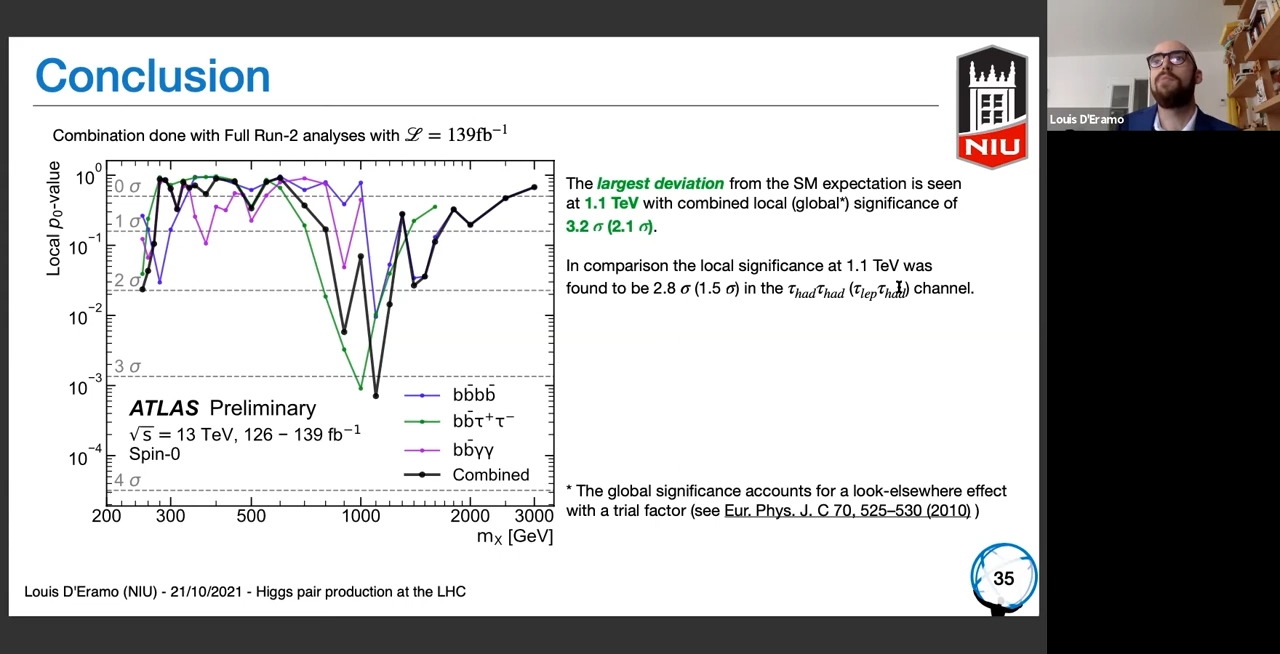 Conclusion
NIU
Louis D'Eramo
Combination done with Full Run-2 analyses with ℒ = 139fb⁻¹
Local p₀-value
10⁰
10⁻¹
10⁻²
10⁻³
10⁻⁴
0 σ
1 σ
2 σ
3 σ
4 σ
ATLAS Preliminary
√s = 13 TeV, 126 − 139 fb⁻¹
Spin-0
bb̄bb̄
bb̄τ⁺τ⁻
bb̄γγ
Combined
200 300 500 1000 2000 3000
m_X [GeV]
The largest deviation from the SM expectation is seen
at 1.1 TeV with combined local (global*) significance of
3.2 σ (2.1 σ).
In comparison the local significance at 1.1 TeV was
found to be 2.8 σ (1.5 σ) in the τ_had τ_had (τ_lep τ_had) channel.
* The global significance accounts for a look-elsewhere effect
with a trial factor (see Eur. Phys. J. C 70, 525–530 (2010) )
Louis D'Eramo (NIU) - 21/10/2021 - Higgs pair production at the LHC
35